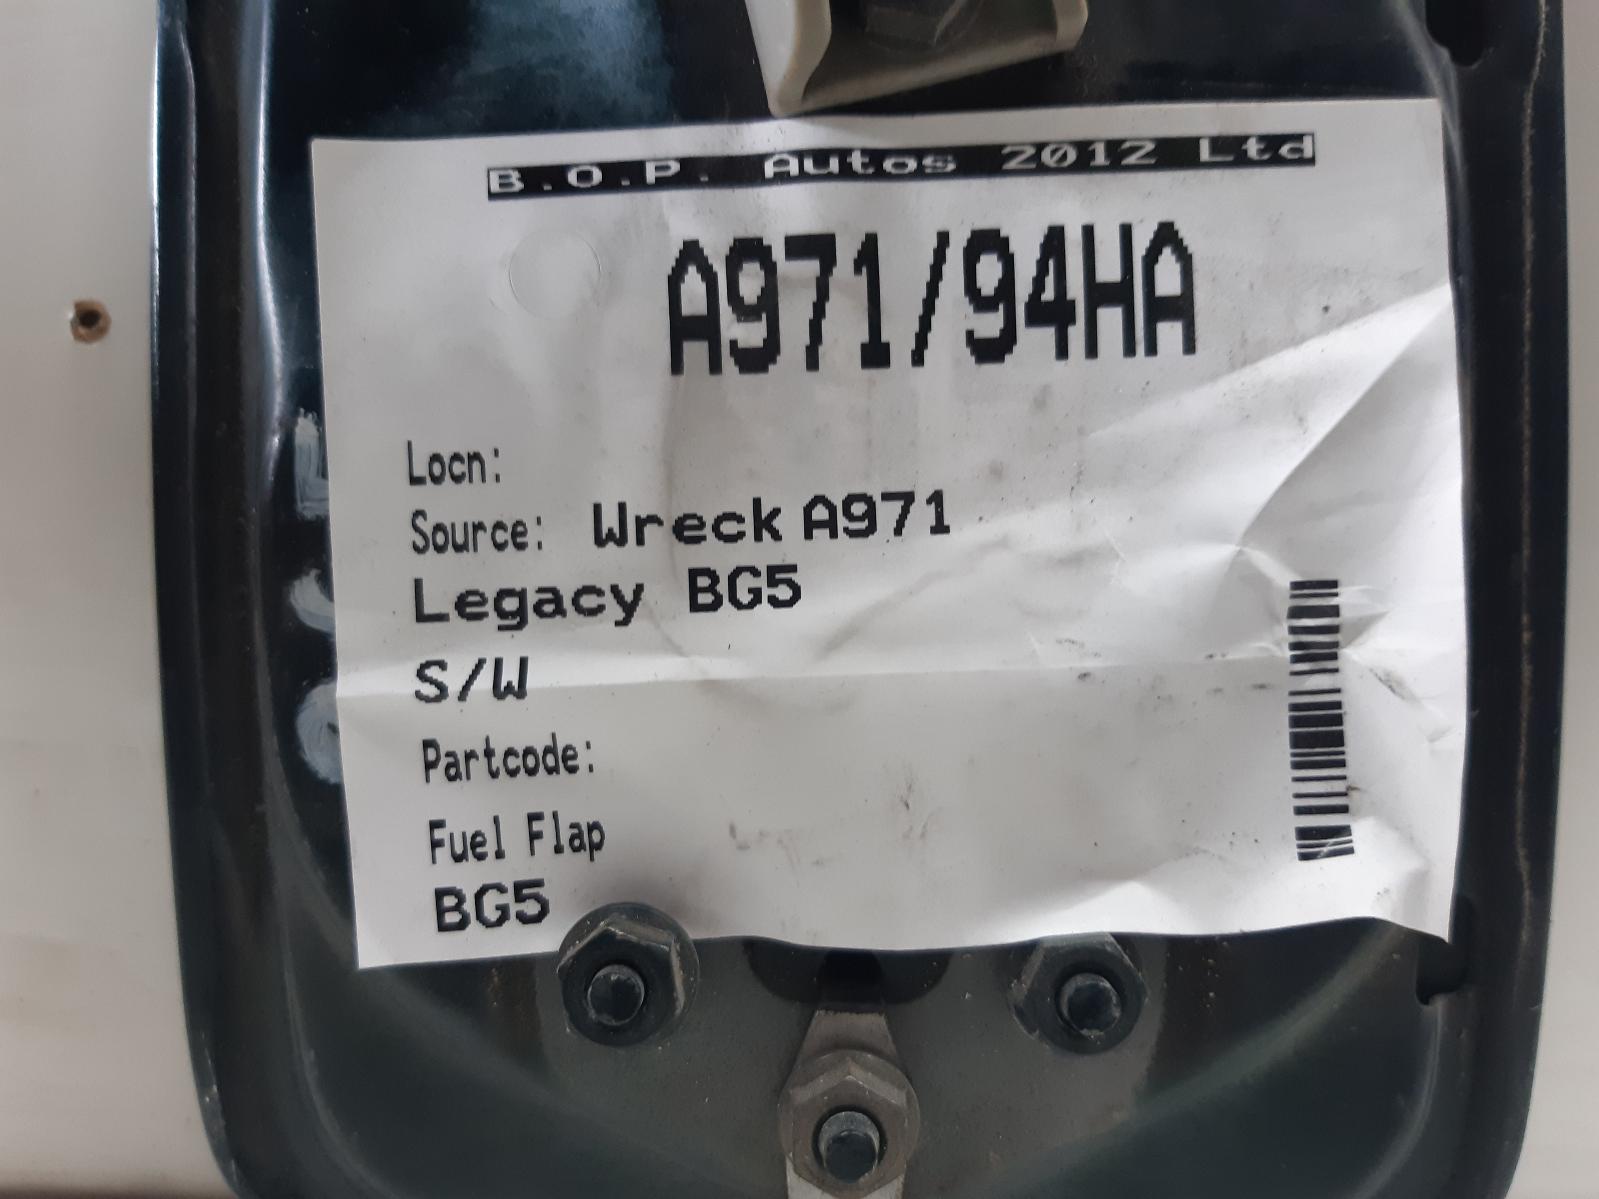 B.O.P. Autos 2012 Ltd
A971/94HA
Locn:
Source: Wreck A971
Legacy BG5
S/W
Partcode:
Fuel Flap
BG5